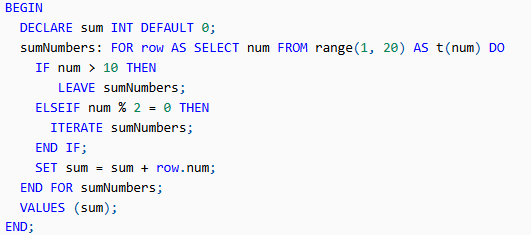 BEGIN
  DECLARE sum INT DEFAULT 0;
  sumNumbers: FOR row AS SELECT num FROM range(1, 20) AS t(num) DO
    IF num > 10 THEN
       LEAVE sumNumbers;
    ELSEIF num % 2 = 0 THEN
      ITERATE sumNumbers;
    END IF;
    SET sum = sum + row.num;
  END FOR sumNumbers;
  VALUES (sum);
END;